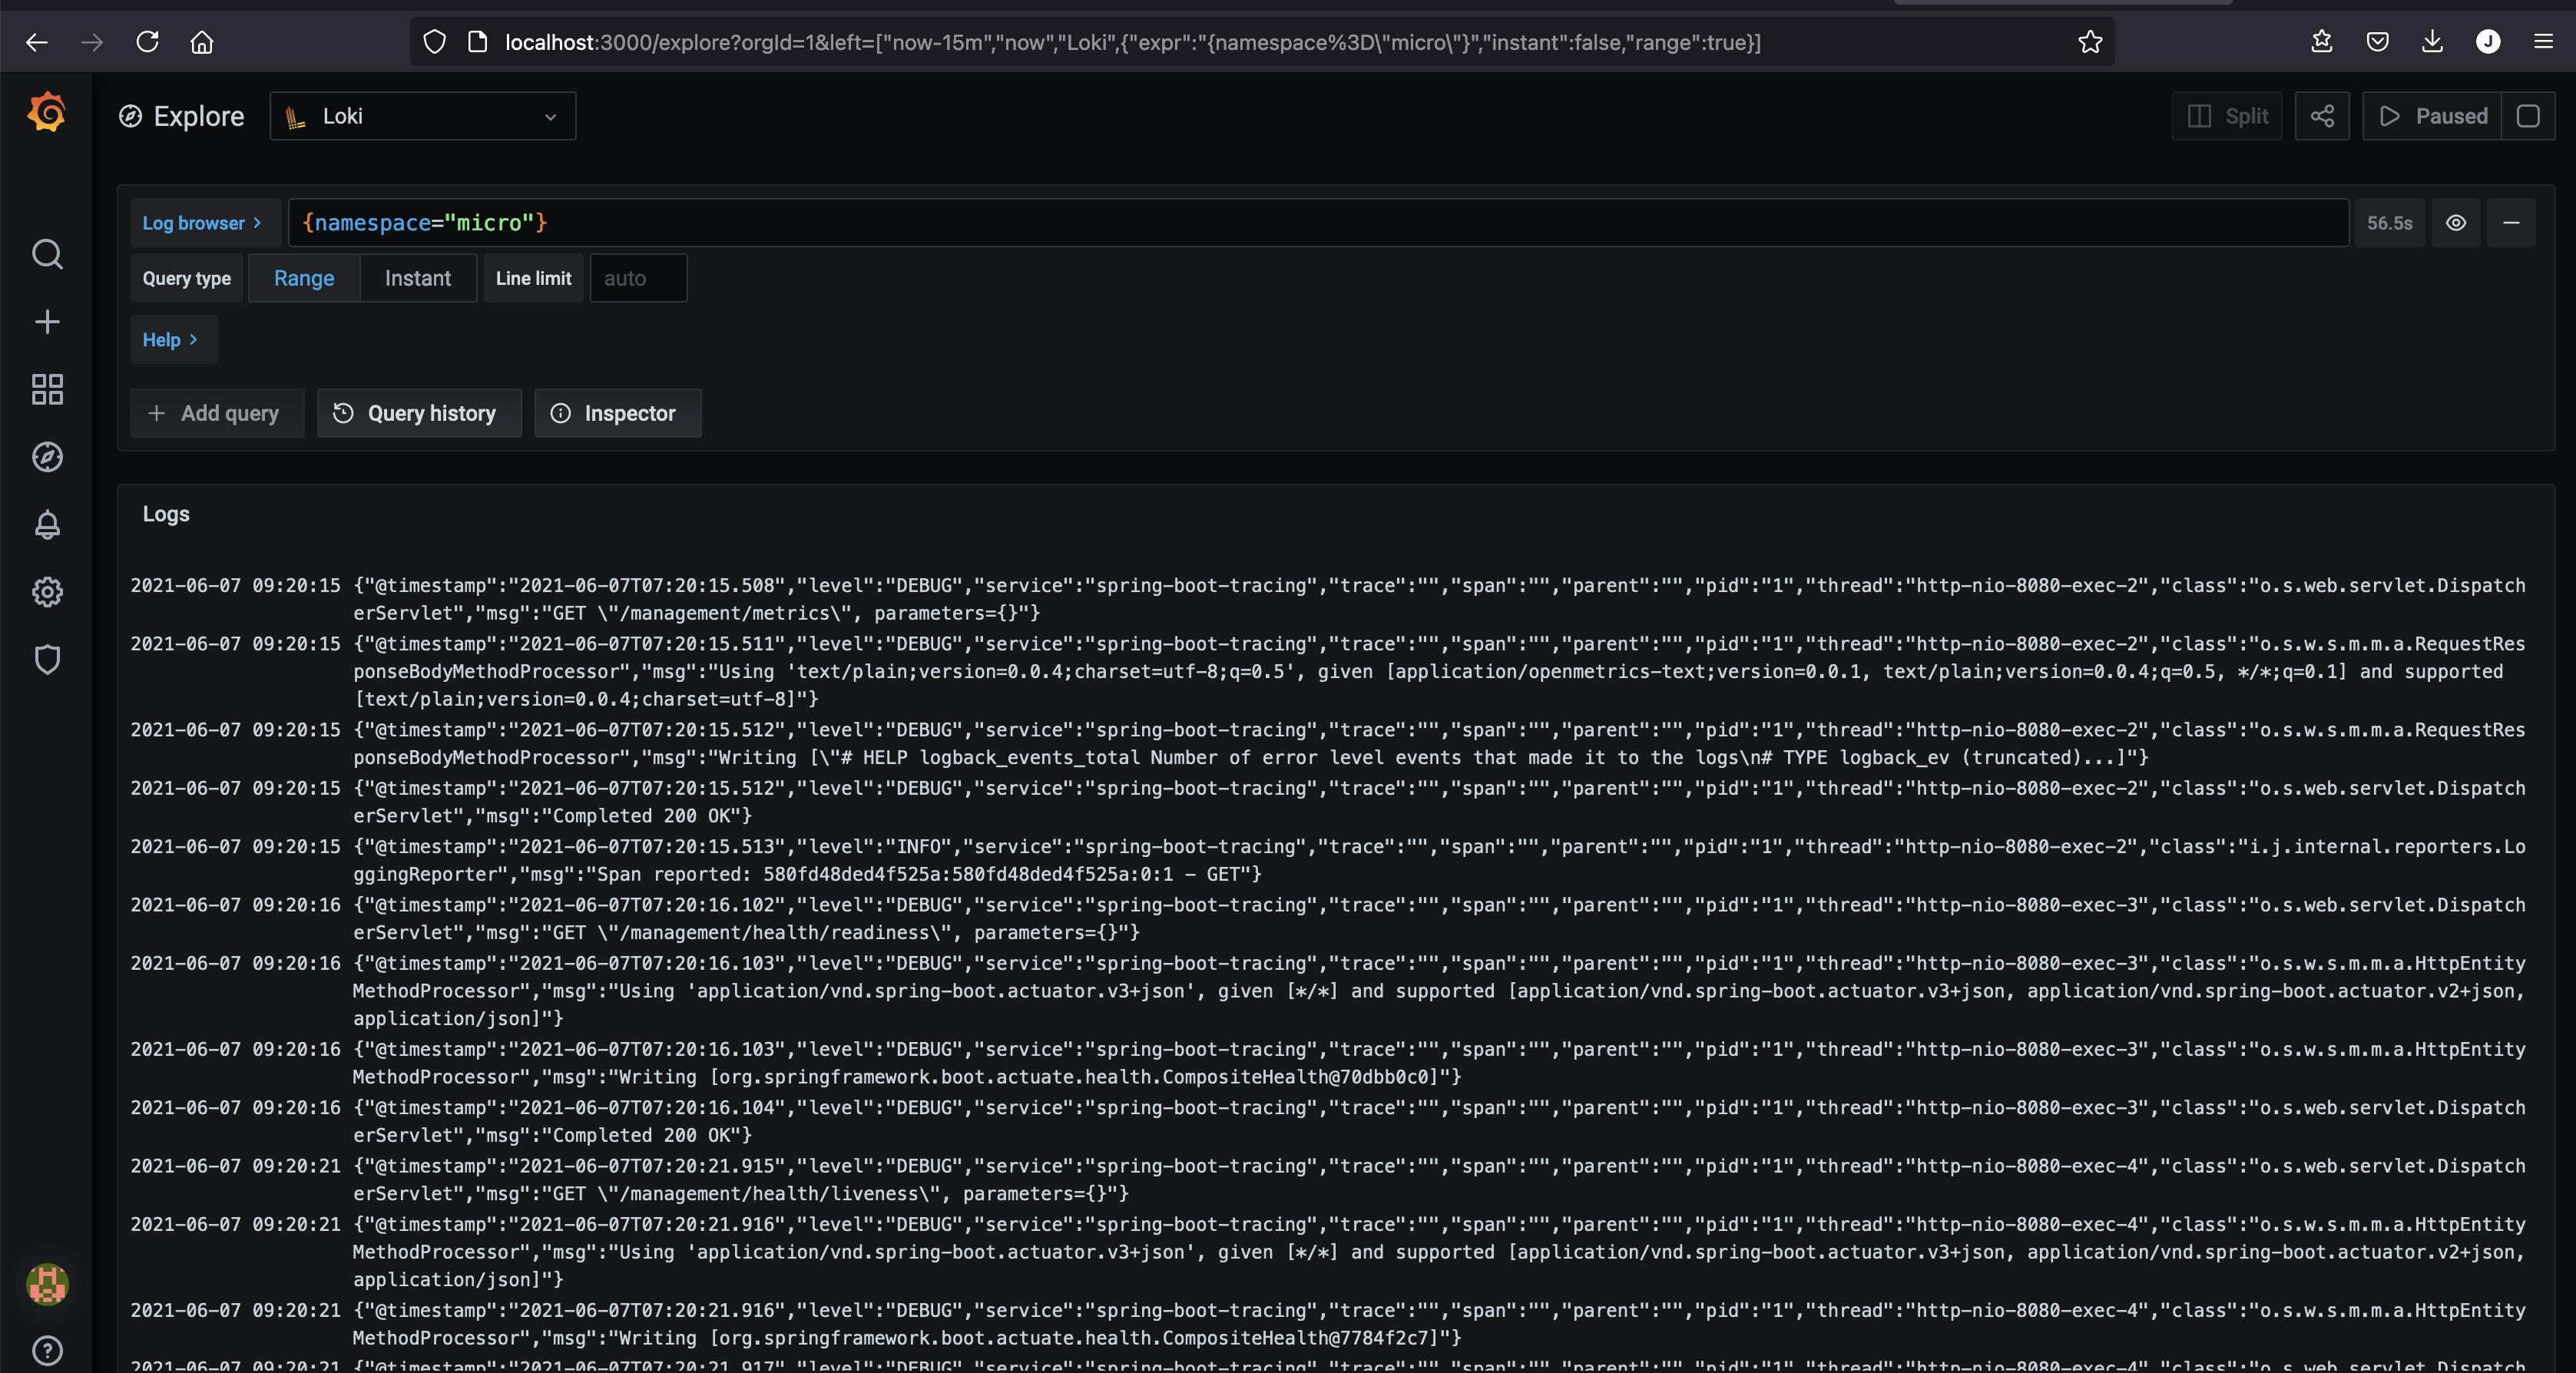 localhost:3000/explore?orgId=1&left=["now-15m","now","Loki",{"expr":"{namespace%3D\"micro\"}","instant":false,"range":true}]
J
Explore
Loki
Split
Paused
Log browser >
{namespace="micro"}
56.5s
Query type
Range
Instant
Line limit
auto
Help >
+ Add query
Query history
Inspector
Logs
2021-06-07 09:20:15 {"@timestamp":"2021-06-07T07:20:15.508","level":"DEBUG","service":"spring-boot-tracing","trace":"","span":"","parent":"","pid":"1","thread":"http-nio-8080-exec-2","class":"o.s.web.servlet.Dispatch
erServlet","msg":"GET \"/management/metrics\", parameters={}"}
2021-06-07 09:20:15 {"@timestamp":"2021-06-07T07:20:15.511","level":"DEBUG","service":"spring-boot-tracing","trace":"","span":"","parent":"","pid":"1","thread":"http-nio-8080-exec-2","class":"o.s.w.s.m.m.a.RequestRes
ponseBodyMethodProcessor","msg":"Using 'text/plain;version=0.0.4;charset=utf-8;q=0.5', given [application/openmetrics-text;version=0.0.1, text/plain;version=0.0.4;q=0.5, */*;q=0.1] and supported
[text/plain;version=0.0.4;charset=utf-8]"}
2021-06-07 09:20:15 {"@timestamp":"2021-06-07T07:20:15.512","level":"DEBUG","service":"spring-boot-tracing","trace":"","span":"","parent":"","pid":"1","thread":"http-nio-8080-exec-2","class":"o.s.w.s.m.m.a.RequestRes
ponseBodyMethodProcessor","msg":"Writing [\"# HELP logback_events_total Number of error level events that made it to the logs\n# TYPE logback_ev (truncated)...]"}
2021-06-07 09:20:15 {"@timestamp":"2021-06-07T07:20:15.512","level":"DEBUG","service":"spring-boot-tracing","trace":"","span":"","parent":"","pid":"1","thread":"http-nio-8080-exec-2","class":"o.s.web.servlet.Dispatch
erServlet","msg":"Completed 200 OK"}
2021-06-07 09:20:15 {"@timestamp":"2021-06-07T07:20:15.513","level":"INFO","service":"spring-boot-tracing","trace":"","span":"","parent":"","pid":"1","thread":"http-nio-8080-exec-2","class":"i.j.internal.reporters.Lo
ggingReporter","msg":"Span reported: 580fd48ded4f525a:580fd48ded4f525a:0:1 - GET"}
2021-06-07 09:20:16 {"@timestamp":"2021-06-07T07:20:16.102","level":"DEBUG","service":"spring-boot-tracing","trace":"","span":"","parent":"","pid":"1","thread":"http-nio-8080-exec-3","class":"o.s.web.servlet.Dispatch
erServlet","msg":"GET \"/management/health/readiness\", parameters={}"}
2021-06-07 09:20:16 {"@timestamp":"2021-06-07T07:20:16.103","level":"DEBUG","service":"spring-boot-tracing","trace":"","span":"","parent":"","pid":"1","thread":"http-nio-8080-exec-3","class":"o.s.w.s.m.m.a.HttpEntity
MethodProcessor","msg":"Using 'application/vnd.spring-boot.actuator.v3+json', given [*/*] and supported [application/vnd.spring-boot.actuator.v3+json, application/vnd.spring-boot.actuator.v2+json,
application/json]"}
2021-06-07 09:20:16 {"@timestamp":"2021-06-07T07:20:16.103","level":"DEBUG","service":"spring-boot-tracing","trace":"","span":"","parent":"","pid":"1","thread":"http-nio-8080-exec-3","class":"o.s.w.s.m.m.a.HttpEntity
MethodProcessor","msg":"Writing [org.springframework.boot.actuate.health.CompositeHealth@70dbb0c0]"}
2021-06-07 09:20:16 {"@timestamp":"2021-06-07T07:20:16.104","level":"DEBUG","service":"spring-boot-tracing","trace":"","span":"","parent":"","pid":"1","thread":"http-nio-8080-exec-3","class":"o.s.web.servlet.Dispatch
erServlet","msg":"Completed 200 OK"}
2021-06-07 09:20:21 {"@timestamp":"2021-06-07T07:20:21.915","level":"DEBUG","service":"spring-boot-tracing","trace":"","span":"","parent":"","pid":"1","thread":"http-nio-8080-exec-4","class":"o.s.web.servlet.Dispatch
erServlet","msg":"GET \"/management/health/liveness\", parameters={}"}
2021-06-07 09:20:21 {"@timestamp":"2021-06-07T07:20:21.916","level":"DEBUG","service":"spring-boot-tracing","trace":"","span":"","parent":"","pid":"1","thread":"http-nio-8080-exec-4","class":"o.s.w.s.m.m.a.HttpEntity
MethodProcessor","msg":"Using 'application/vnd.spring-boot.actuator.v3+json', given [*/*] and supported [application/vnd.spring-boot.actuator.v3+json, application/vnd.spring-boot.actuator.v2+json,
application/json]"}
2021-06-07 09:20:21 {"@timestamp":"2021-06-07T07:20:21.916","level":"DEBUG","service":"spring-boot-tracing","trace":"","span":"","parent":"","pid":"1","thread":"http-nio-8080-exec-4","class":"o.s.w.s.m.m.a.HttpEntity
MethodProcessor","msg":"Writing [org.springframework.boot.actuate.health.CompositeHealth@7784f2c7]"}
2021-06-07 09:20:21 {"@timestamp":"2021-06-07T07:20:21.917","level":"DEBUG","service":"spring-boot-tracing","trace":"","span":"","parent":"","pid":"1","thread":"http-nio-8080-exec-4","class":"o.s.web.servlet.Dispatch